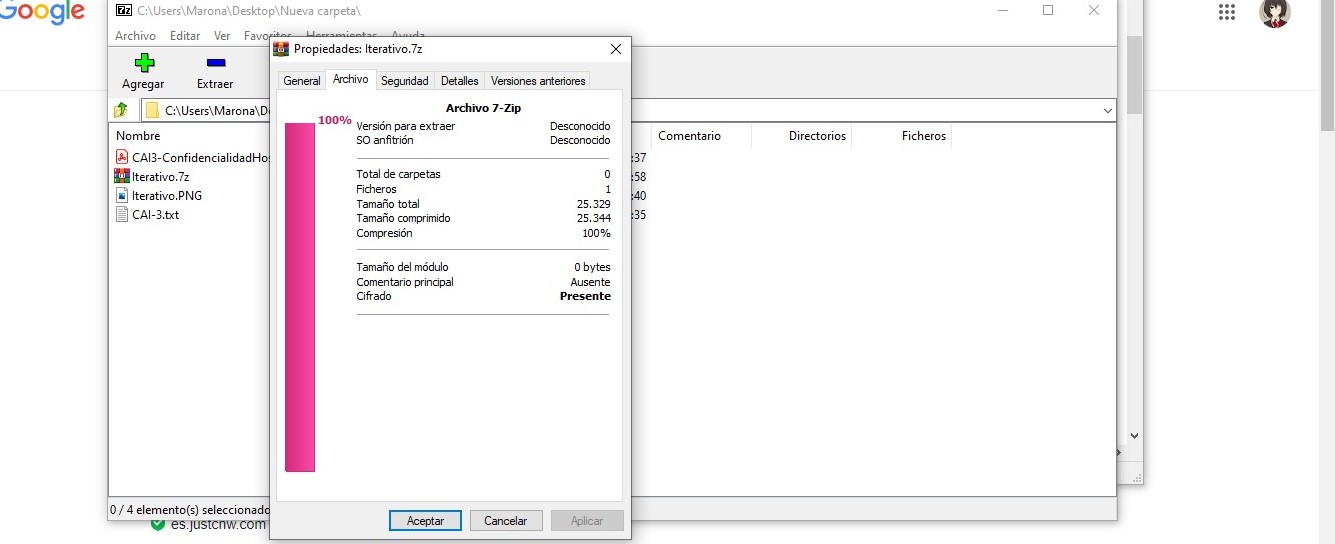 Google
C:\Users\Marona\Desktop\Nueva carpeta\
Archivo Editar Ver Favoritos Herramientas Ayuda
Agregar Extraer
C:\Users\Marona\De
Nombre Comentario Directorios Ficheros
CAI3-ConfidencialidadHos :37
Iterativo.7z :58
Iterativo.PNG :40
CAI-3.txt :35
0 / 4 elemento(s) seleccionado
es.justcnw.com
Propiedades: Iterativo.7z
General Archivo Seguridad Detalles Versiones anteriores
Archivo 7-Zip
100%
Versión para extraer Desconocido
SO anfitrión Desconocido
Total de carpetas 0
Ficheros 1
Tamaño total 25.329
Tamaño comprimido 25.344
Compresión 100%
Tamaño del módulo 0 bytes
Comentario principal Ausente
Cifrado Presente
Aceptar Cancelar Aplicar